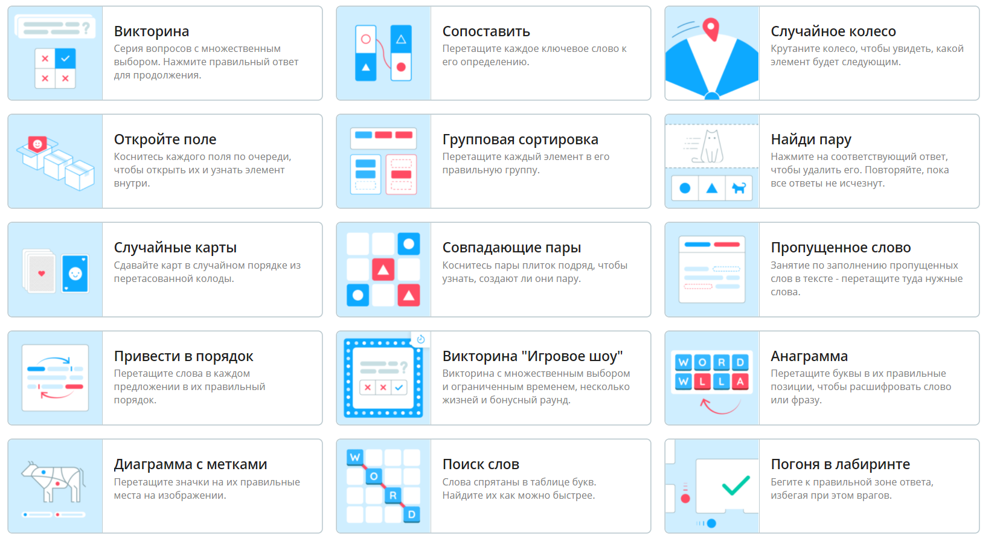 Викторина
Серия вопросов с множественным
выбором. Нажмите правильный ответ
для продолжения.
Сопоставить
Перетащите каждое ключевое слово к
его определению.
Случайное колесо
Крутаните колесо, чтобы увидеть, какой
элемент будет следующим.
Откройте поле
Коснитесь каждого поля по очереди,
чтобы открыть их и узнать элемент
внутри.
Групповая сортировка
Перетащите каждый элемент в его
правильную группу.
Найди пару
Нажмите на соответствующий ответ,
чтобы удалить его. Повторяйте, пока
все ответы не исчезнут.
Случайные карты
Сдавайте карт в случайном порядке из
перетасованной колоды.
Совпадающие пары
Коснитесь пары плиток подряд, чтобы
узнать, создают ли они пару.
Пропущенное слово
Занятие по заполнению пропущенных
слов в тексте - перетащите туда нужные
слова.
Привести в порядок
Перетащите слова в каждом
предложении в их правильный
порядок.
Викторина "Игровое шоу"
Викторина с множественным выбором
и ограниченным временем, несколько
жизней и бонусный раунд.
WORD
WLLA
Анаграмма
Перетащите буквы в их правильные
позиции, чтобы расшифровать слово
или фразу.
Диаграмма с метками
Перетащите значки на их правильные
места на изображении.
WORD
Поиск слов
Слова спрятаны в таблице букв.
Найдите их как можно быстрее.
Погоня в лабиринте
Бегите к правильной зоне ответа,
избегая при этом врагов.